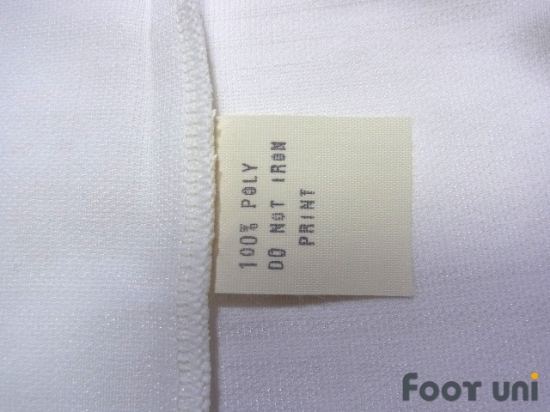 100% POLY
DO NOT IRON
PRINT
Foot uni